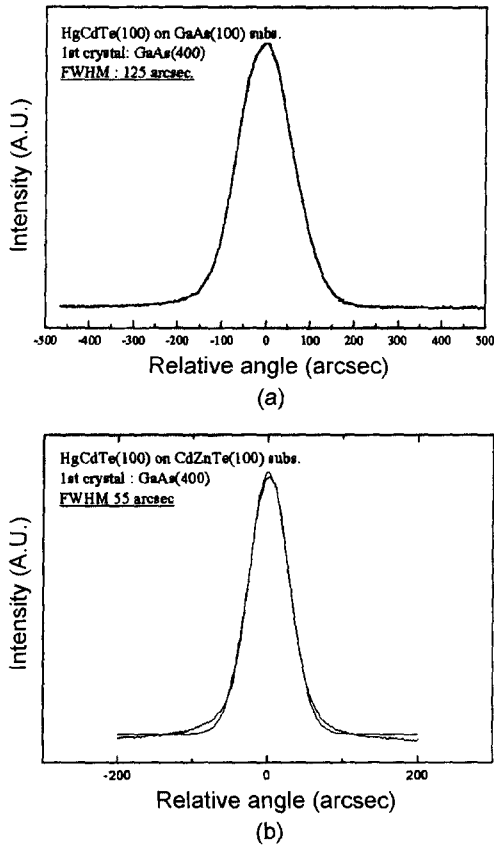 HgCdTe(100) on GaAs(100) subs.
1st crystal: GaAs(400)
FWHM : 125 arcsec.
Intensity (A.U.)
-500 -400 -300 -200 -100 0 100 200 300 400 500
Relative angle (arcsec)
(a)
HgCdTe(100) on CdZnTe(100) subs.
1st crystal : GaAs(400)
FWHM 55 arcsec
Intensity (A.U.)
-200 0 200
Relative angle (arcsec)
(b)